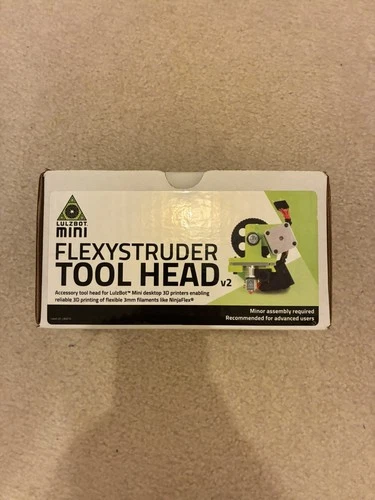 LULZBOT
mini
FLEXYSTRUDER
TOOL HEAD v2
Accessory tool head for LulzBot™ Mini desktop 3D printers enabling
reliable 3D printing of flexible 3mm filaments like NinjaFlex®
Minor assembly required
Recommended for advanced users